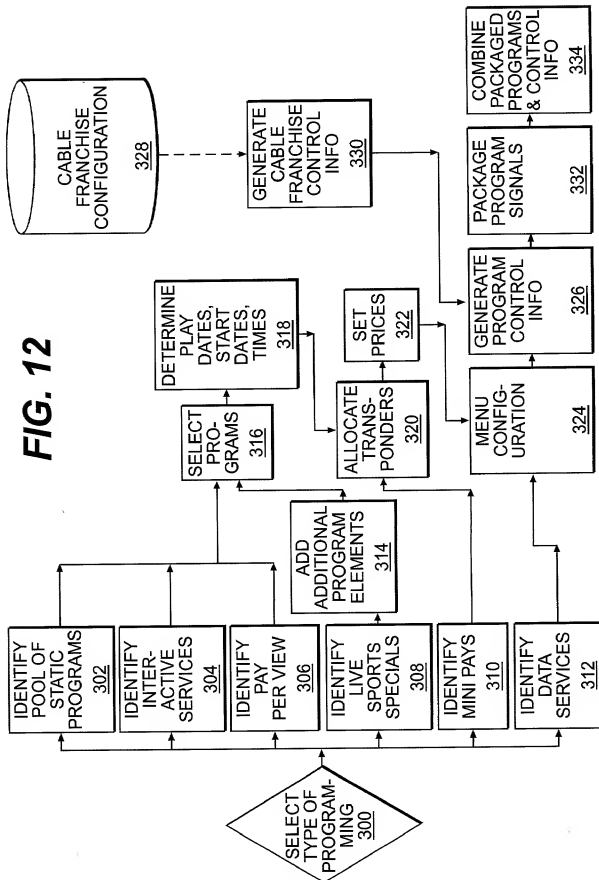 FIG. 12
SELECT
TYPE OF
PROGRAM-
MING
300
IDENTIFY
POOL OF
STATIC
PROGRAMS
302
IDENTIFY
INTER-
ACTIVE
SERVICES
304
IDENTIFY
PAY
PER VIEW
306
IDENTIFY
LIVE
SPORTS
SPECIALS
308
IDENTIFY
MINI PAYS
310
IDENTIFY
DATA
SERVICES
312
ADD
ADDITIONAL
PROGRAM
ELEMENTS
314
SELECT
PRO-
GRAMS
316
DETERMINE
PLAY
DATES,
START
DATES,
TIMES
318
ALLOCATE
TRANS-
PONDERS
320
SET
PRICES
322
MENU
CONFIG-
URATION
324
GENERATE
PROGRAM
CONTROL
INFO
326
CABLE
FRANCHISE
CONFIGURATION
328
GENERATE
CABLE
FRANCHISE
CONTROL
INFO
330
PACKAGE
PROGRAM
SIGNALS
332
COMBINE
PACKAGED
PROGRAMS
& CONTROL
INFO
334